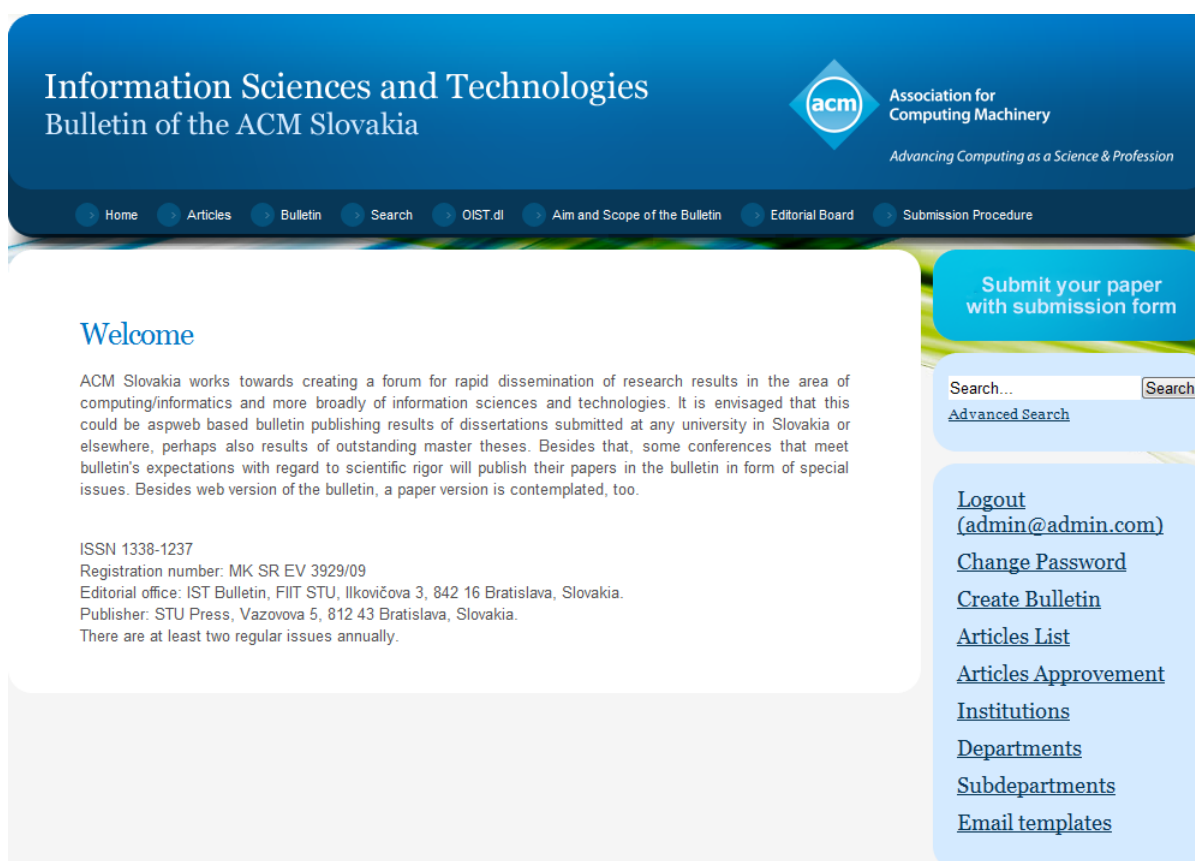 Information Sciences and Technologies
Bulletin of the ACM Slovakia
acm
Association for
Computing Machinery
Advancing Computing as a Science & Profession
Home Articles Bulletin Search OIST.dl Aim and Scope of the Bulletin Editorial Board Submission Procedure
Submit your paper
with submission form
Welcome
ACM Slovakia works towards creating a forum for rapid dissemination of research results in the area of
computing/informatics and more broadly of information sciences and technologies. It is envisaged that this
could be aspweb based bulletin publishing results of dissertations submitted at any university in Slovakia or
elsewhere, perhaps also results of outstanding master theses. Besides that, some conferences that meet
bulletin's expectations with regard to scientific rigor will publish their papers in the bulletin in form of special
issues. Besides web version of the bulletin, a paper version is contemplated, too.
ISSN 1338-1237
Registration number: MK SR EV 3929/09
Editorial office: IST Bulletin, FIIT STU, Ilkovičova 3, 842 16 Bratislava, Slovakia.
Publisher: STU Press, Vazovova 5, 812 43 Bratislava, Slovakia.
There are at least two regular issues annually.
Search... Search
Advanced Search
Logout
(admin@admin.com)
Change Password
Create Bulletin
Articles List
Articles Approvement
Institutions
Departments
Subdepartments
Email templates